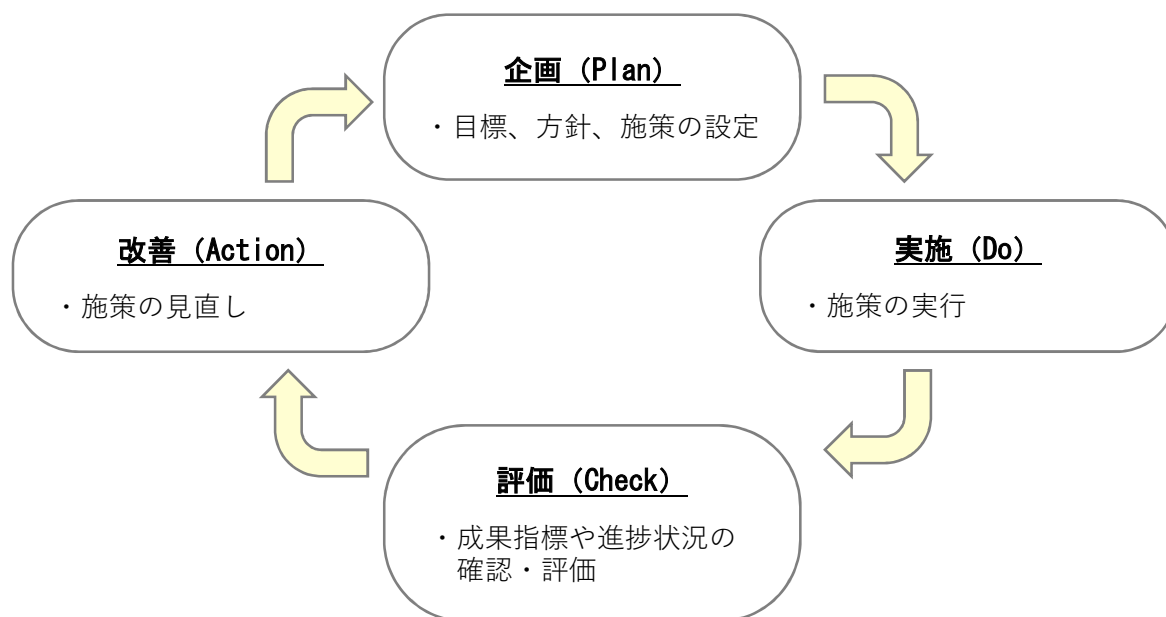 企画（Plan）
・目標、方針、施策の設定
改善（Action）
・施策の見直し
実施（Do）
・施策の実行
評価（Check）
・成果指標や進捗状況の
確認・評価